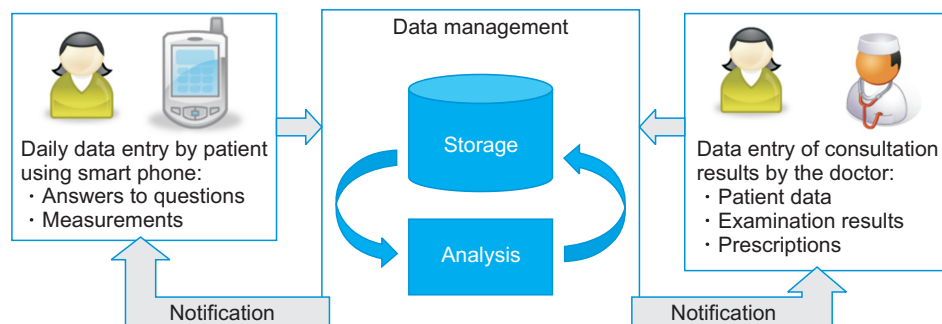 Data management
Daily data entry by patient
using smart phone:
・Answers to questions
・Measurements
Storage
Analysis
Data entry of consultation
results by the doctor:
・Patient data
・Examination results
・Prescriptions
Notification
Notification